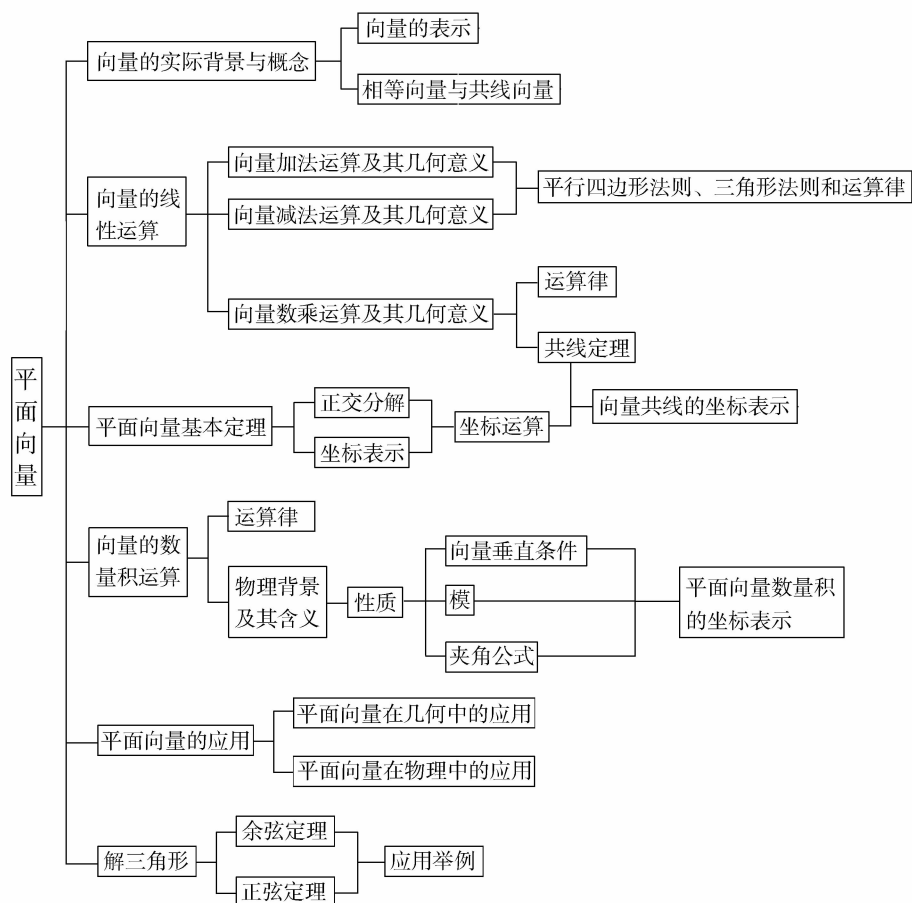 向量的表示
向量的实际背景与概念
相等向量与共线向量
向量加法运算及其几何意义
平行四边形法则、三角形法则和运算律
向量的线
性运算
向量减法运算及其几何意义
运算律
向量数乘运算及其几何意义
共线定理
平
面
向
量
正交分解
向量共线的坐标表示
平面向量基本定理
坐标运算
坐标表示
运算律
向量的数
量积运算
向量垂直条件
物理背景
及其含义
性质
模
平面向量数量积
的坐标表示
夹角公式
平面向量在几何中的应用
平面向量的应用
平面向量在物理中的应用
余弦定理
解三角形
应用举例
正弦定理